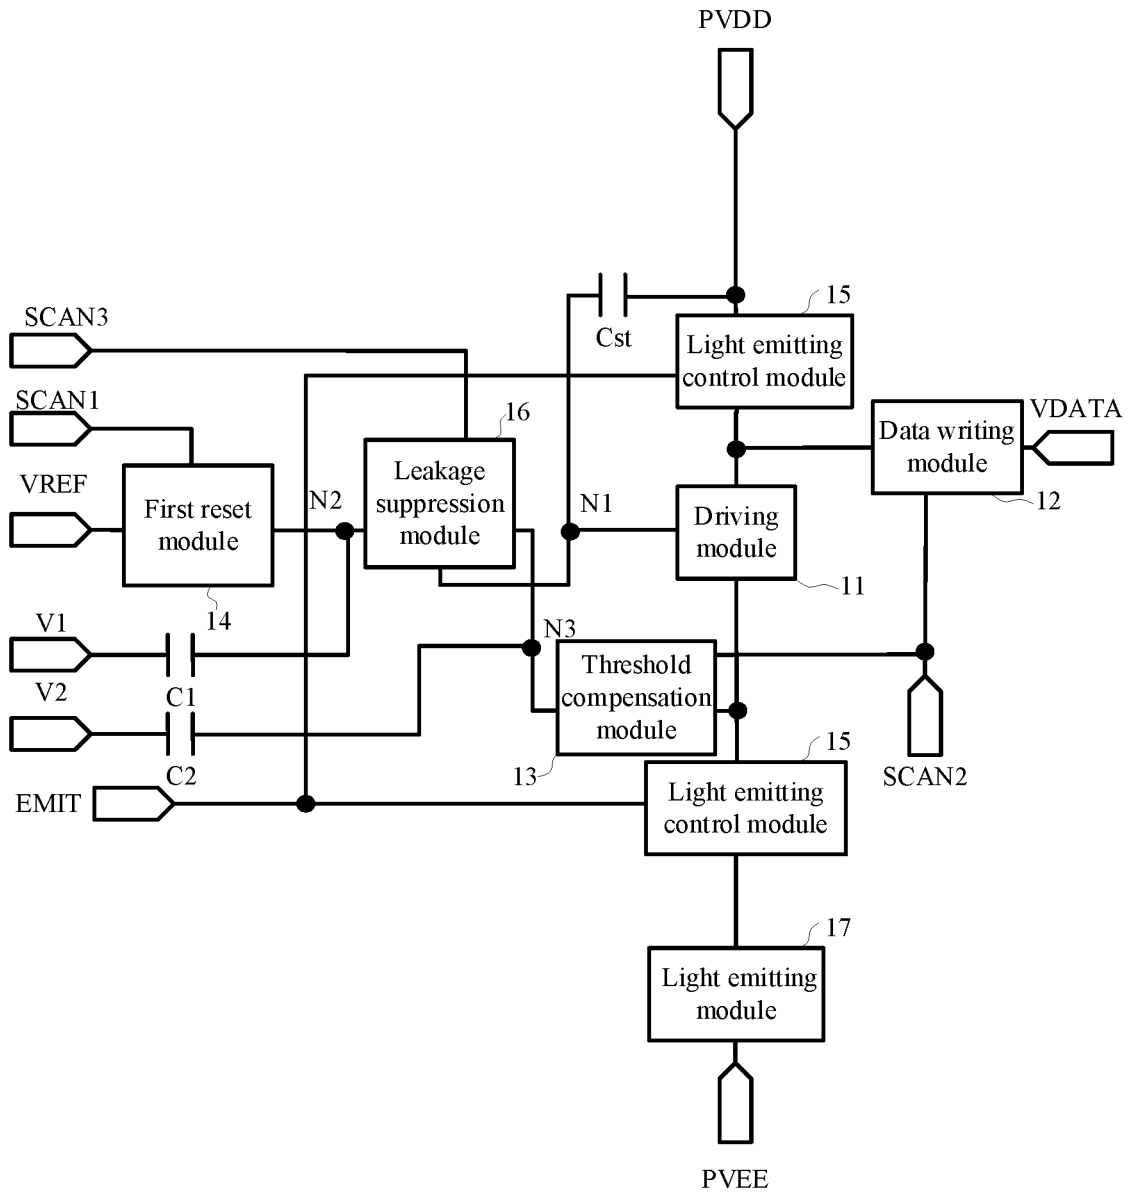 PVDD
15
SCAN3
Cst
Light emitting
control module
SCAN1
16
VDATA
Data writing
module
Leakage
suppression
module
VREF
N2
N1
12
First reset
module
Driving
module
11
14
V1
N3
Threshold
compensation
module
C1
V2
15
C2
13
SCAN2
EMIT
Light emitting
control module
17
Light emitting
module
PVEE